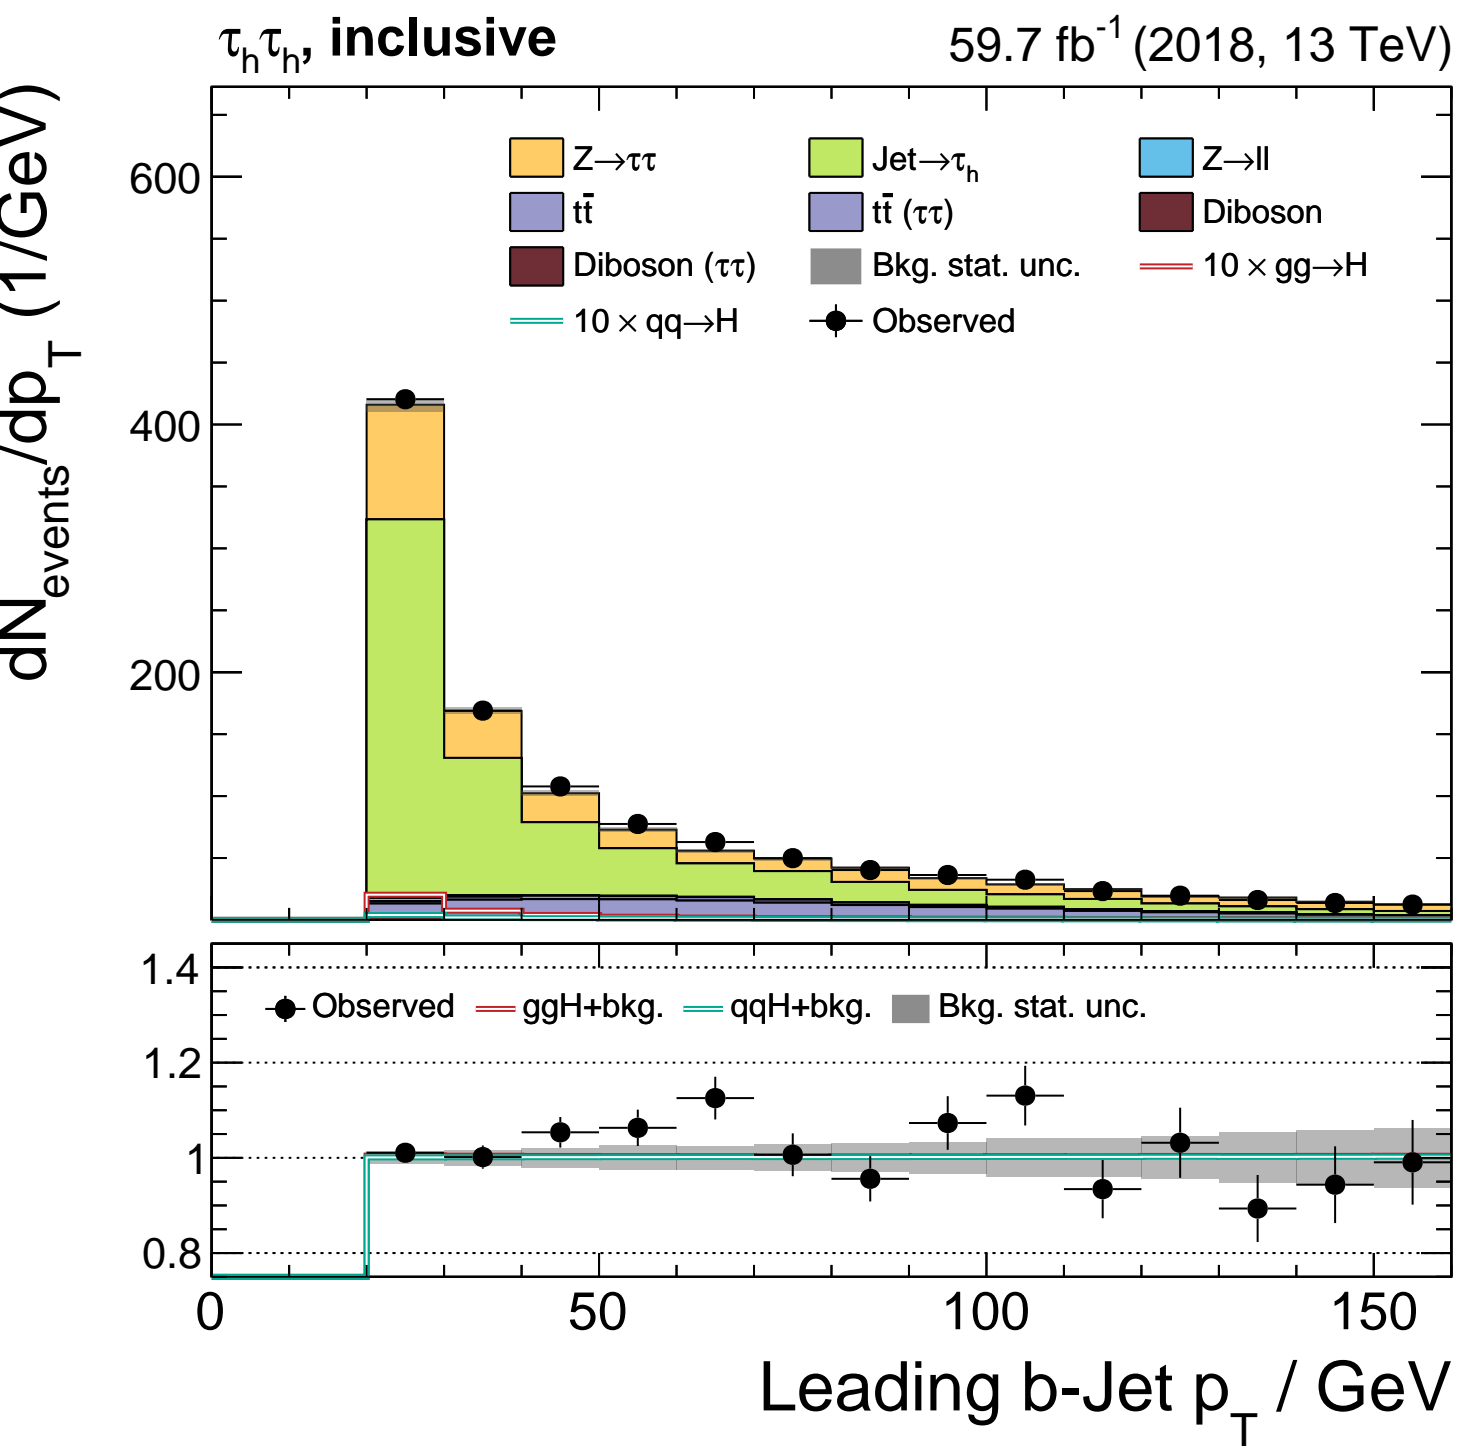 τhτh, inclusive 59.7 fb-1 (2018, 13 TeV)
dNevents/dpT (1/GeV)
600
400
200
Z→ττ Jet→τh Z→ll
tt̄ tt̄ (ττ) Diboson
Diboson (ττ) Bkg. stat. unc. 10 × gg→H
10 × qq→H Observed
1.4
1.2
1
0.8
Observed ggH+bkg. qqH+bkg. Bkg. stat. unc.
0 50 100 150
Leading b-Jet pT / GeV